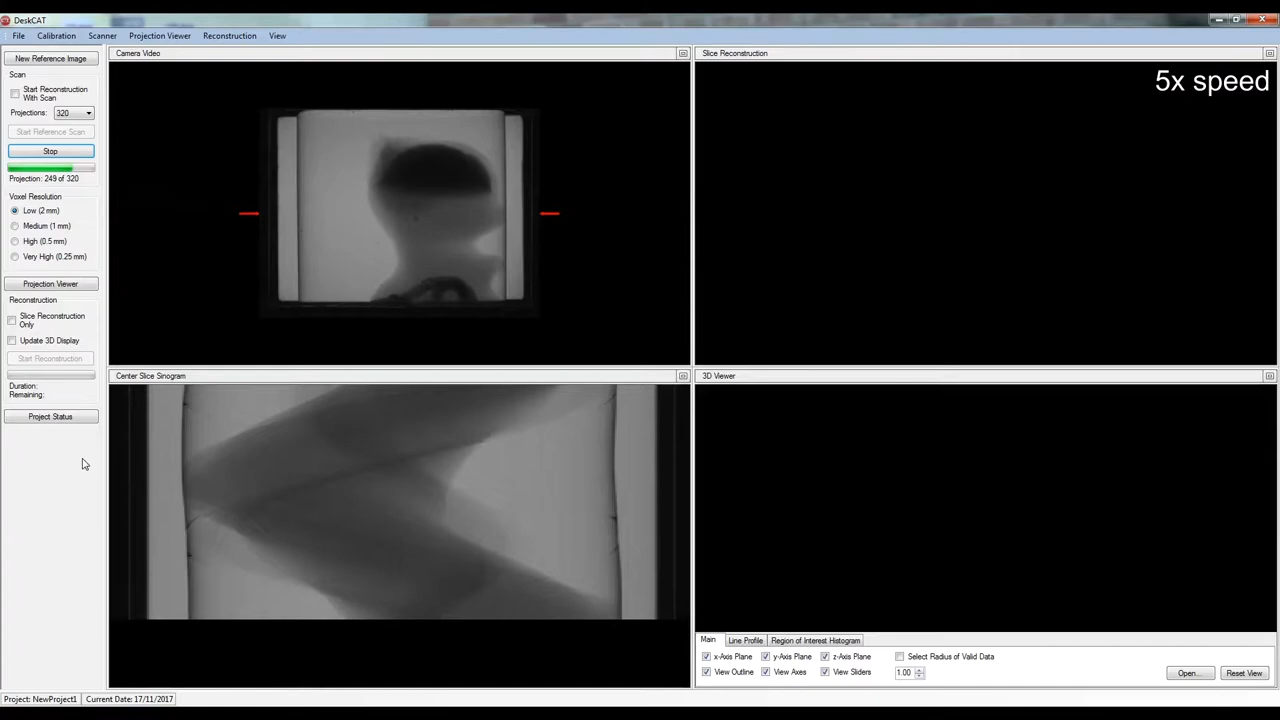 DeskCAT
File Calibration Scanner Projection Viewer Reconstruction View
New Reference Image
Scan
Start Reconstruction
With Scan
Projections: 320
Start Reference Scan
Stop
Projection: 249 of 320
Voxel Resolution
Low (2 mm)
Medium (1 mm)
High (0.5 mm)
Very High (0.25 mm)
Projection Viewer
Reconstruction
Slice Reconstruction
Only
Update 3D Display
Start Reconstruction
Duration:
Remaining:
Project Status
Camera Video
Slice Reconstruction
5x speed
Center Slice Sinogram
3D Viewer
Main Line Profile Region of Interest Histogram
x-Axis Plane y-Axis Plane z-Axis Plane Select Radius of Valid Data
View Outline View Axes View Sliders 1.00 Open... Reset View
Project: NewProject1 Current Date: 17/11/2017